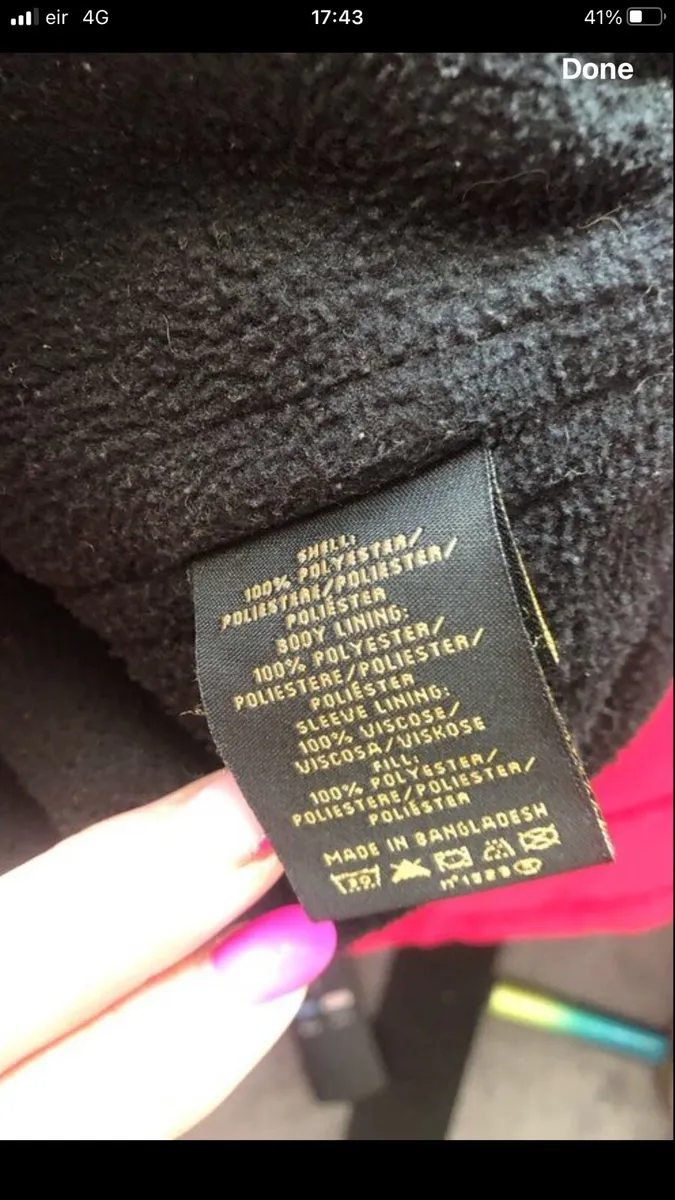 eir 4G 17:43 41%
Done
SHELL:
100% POLYESTER/
POLIESTERE/POLIESTER/
POLIÉSTER
BODY LINING:
100% POLYESTER/
POLIESTERE/POLIESTER/
POLIÉSTER
SLEEVE LINING:
100% VISCOSE/
VISCOSA/VISKOSE
FILL:
100% POLYESTER/
POLIESTERE/POLIESTER/
POLIÉSTER
MADE IN BANGLADESH
30°